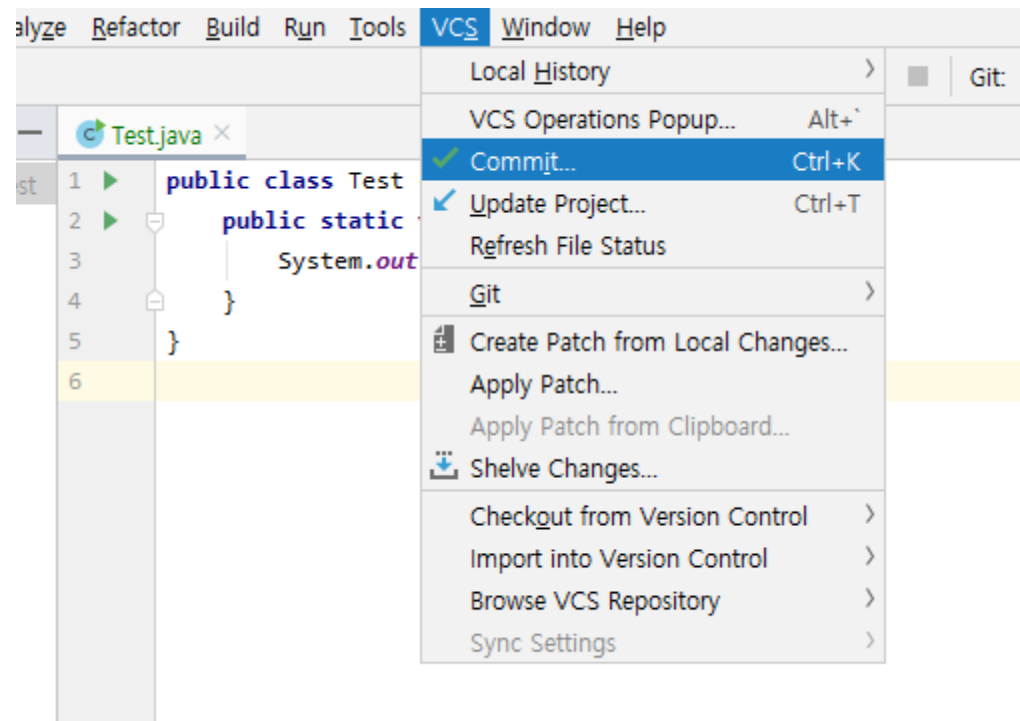 alyze Refactor Build Run Tools VCS Window Help
Git:
Test.java
est
1 public class Test
2 public static
3 System.out
4 }
5 }
6
Local History
VCS Operations Popup... Alt+`
Commit... Ctrl+K
Update Project... Ctrl+T
Refresh File Status
Git
Create Patch from Local Changes...
Apply Patch...
Apply Patch from Clipboard...
Shelve Changes...
Checkout from Version Control
Import into Version Control
Browse VCS Repository
Sync Settings